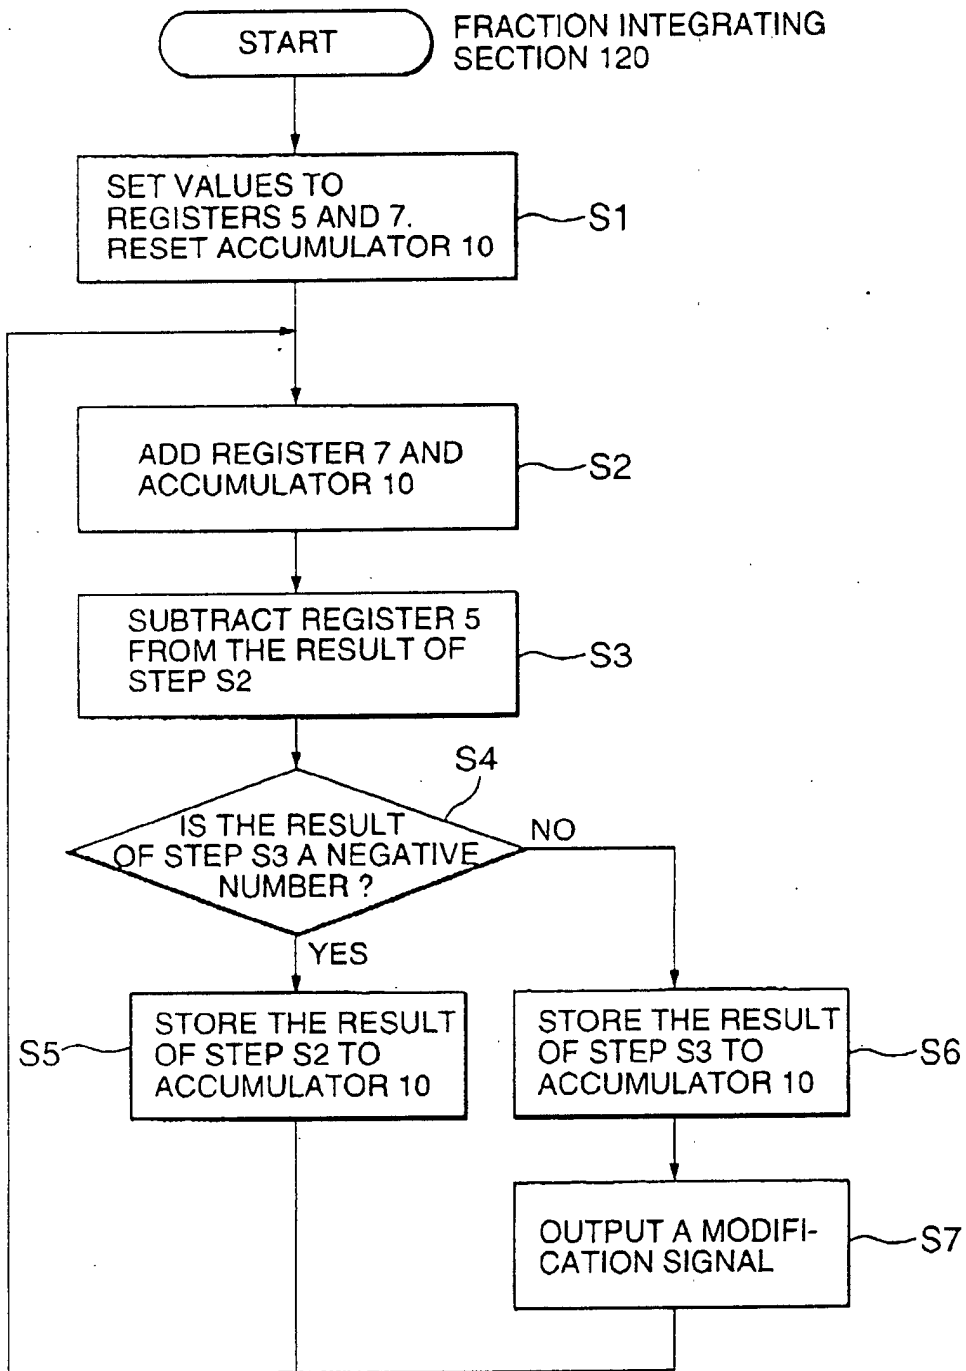 START
FRACTION INTEGRATING
SECTION 120
SET VALUES TO
REGISTERS 5 AND 7.
RESET ACCUMULATOR 10
S1
ADD REGISTER 7 AND
ACCUMULATOR 10
S2
SUBTRACT REGISTER 5
FROM THE RESULT OF
STEP S2
S3
S4
IS THE RESULT
OF STEP S3 A NEGATIVE
NUMBER ?
NO
YES
STORE THE RESULT
OF STEP S2 TO
ACCUMULATOR 10
S5
STORE THE RESULT
OF STEP S3 TO
ACCUMULATOR 10
S6
OUTPUT A MODIFI-
CATION SIGNAL
S7